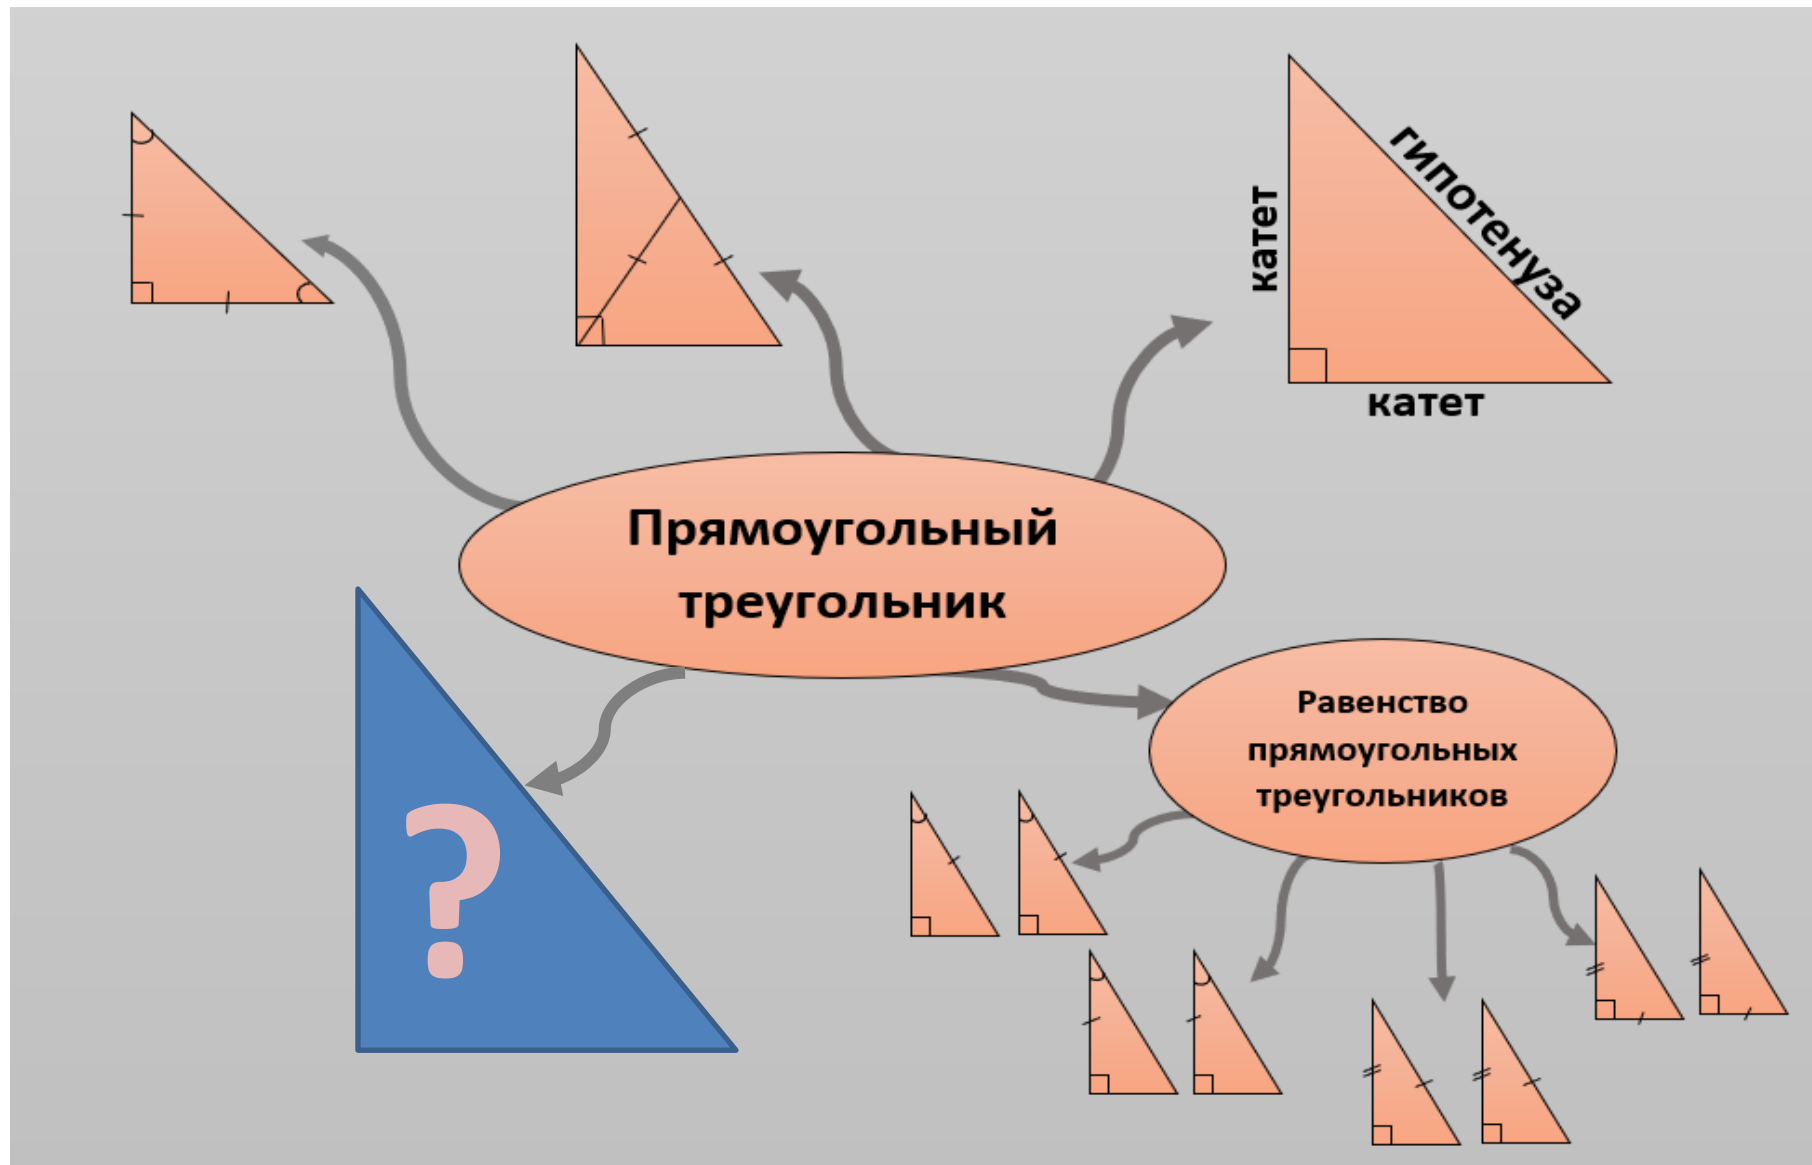 катет
гипотенуза
катет
Прямоугольный
треугольник
Равенство
прямоугольных
треугольников
?